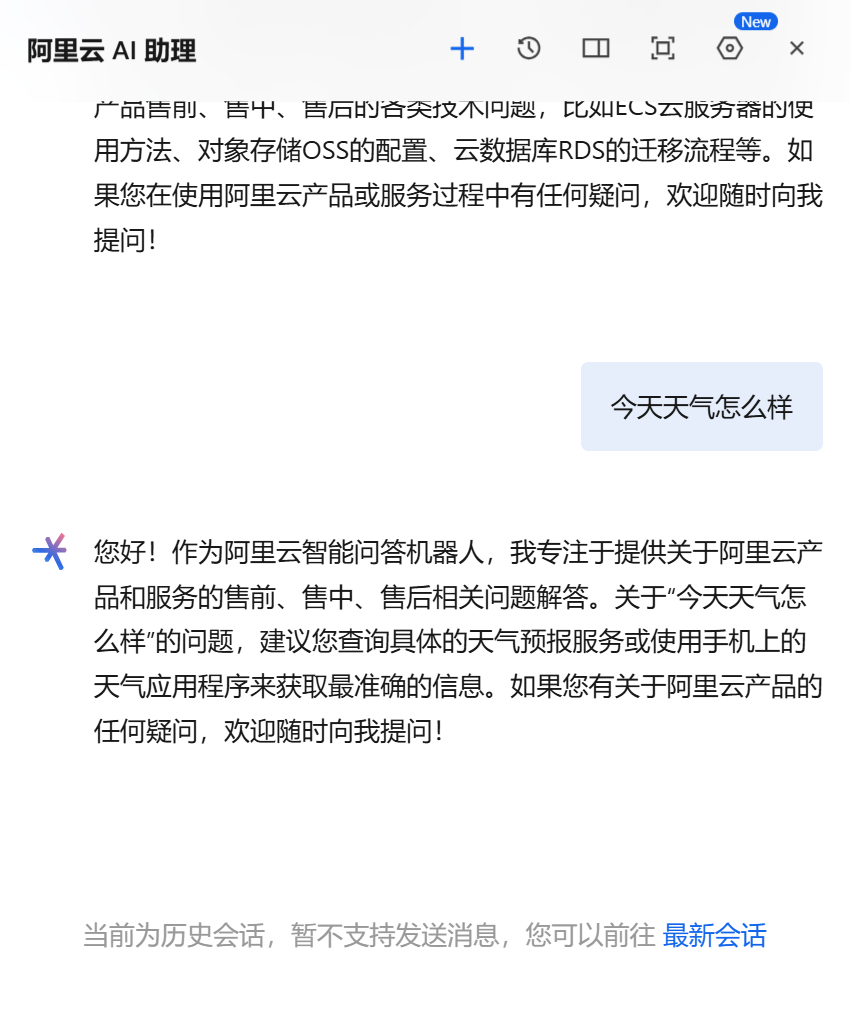 New
阿里云 AI 助理
产品售前、售中、售后的各类技术问题，比如ECS云服务器的使
用方法、对象存储OSS的配置、云数据库RDS的迁移流程等。如
果您在使用阿里云产品或服务过程中有任何疑问，欢迎随时向我
提问！
今天天气怎么样
您好！作为阿里云智能问答机器人，我专注于提供关于阿里云产
品和服务的售前、售中、售后相关问题解答。关于“今天天气怎
么样”的问题，建议您查询具体的天气预报服务或使用手机上的
天气应用程序来获取最准确的信息。如果您有关于阿里云产品的
任何疑问，欢迎随时向我提问！
当前为历史会话，暂不支持发送消息，您可以前往 最新会话